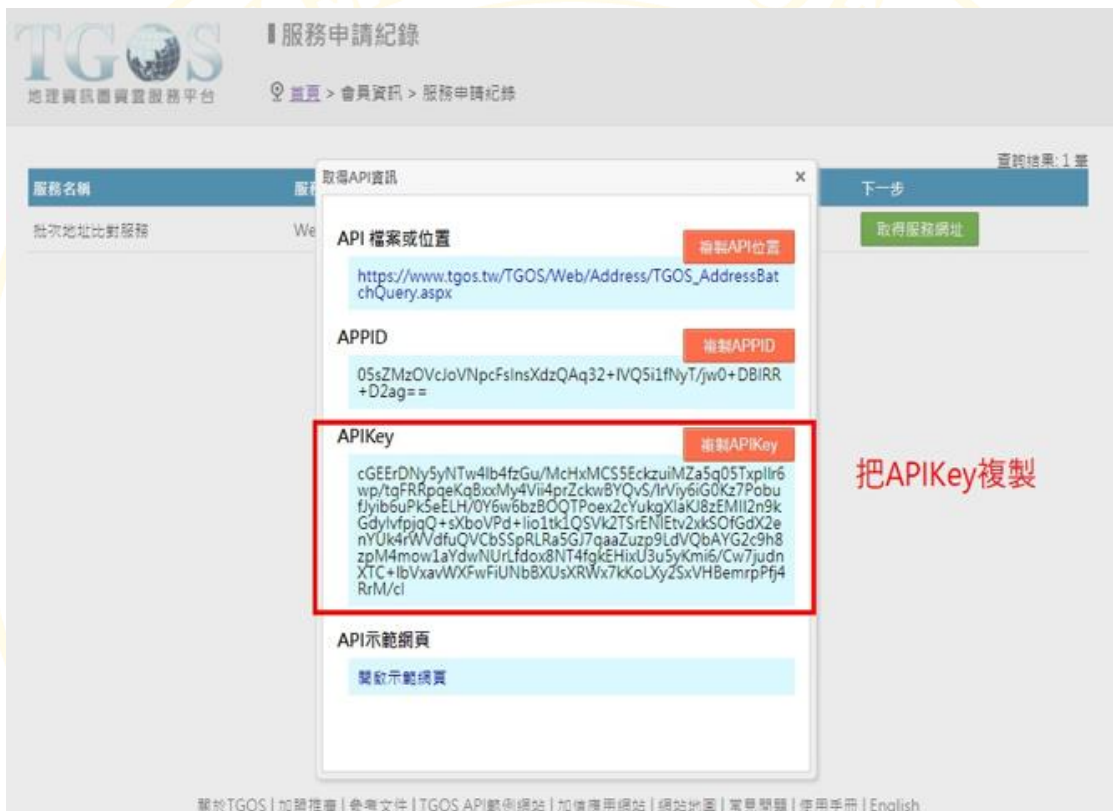 TGOS
地理資訊圖資雲服務平台
服務申請紀錄
首頁 > 會員資訊 > 服務申請紀錄
查詢結果: 1 筆
服務名稱 服務 下一步
批次地址比對服務 We 取得服務網址
取得API資訊 ×
API 檔案或位置 複製API位置
https://www.tgos.tw/TGOS/Web/Address/TGOS_AddressBat
chQuery.aspx
APPID 複製APPID
05sZMzOVcJoVNpcFsInsXdzQAq32+IVQ5i1fNyT/jw0+DBIRR
+D2ag==
APIKey 複製APIKey
cGEErDNy5yNTw4lb4fzGu/McHxMCS5EckzuiMZa5q05TxpIIr6
wp/tgFRRpqeKqBxxMy4Vii4prZckwBYQvS/IrViy6iG0Kz7Pobu
fJyib6uPk5eELH/0Y6w6bzBOQTPoex2cYukgXlaKJ8zEMII2n9k
GdyIvfpjqQ+sXboVPd+lio1tk1QSVk2TSrENlEtv2xkSOfGdX2e
nYUk4rWVdfuQVCbSSpRLRa5GJ7qaaZuzp9LdVQbAYG2c9h8
zpM4mow1aYdwNUrLfdox8NT4fgkEHixU3u5yKmi6/Cw7judn
XTC+IbVxavWXFwFiUNbBXUsXRWx7kKoLXy2SxVHBemrpPfj4
RrM/cI
把APIKey複製
API示範網頁
開啟示範網頁
關於TGOS | 加盟推廣 | 參考文件 | TGOS API範例網站 | 加值應用網站 | 網站地圖 | 常見問題 | 使用手冊 | English